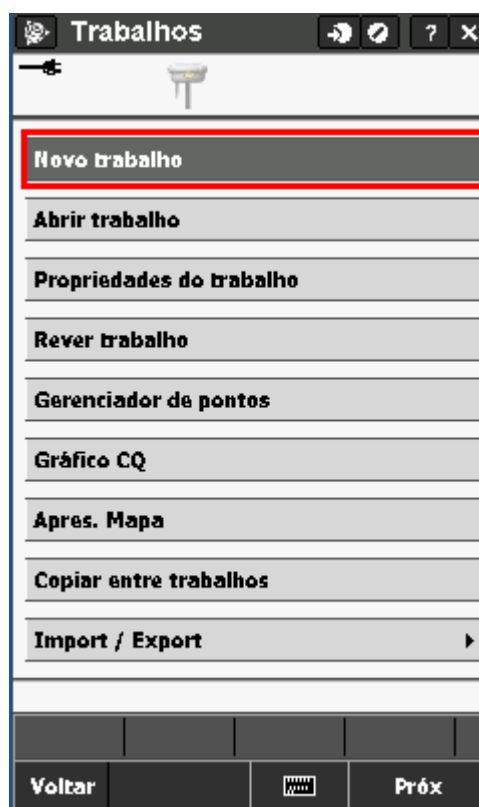 Trabalhos
?
X
Novo trabalho
Abrir trabalho
Propriedades do trabalho
Rever trabalho
Gerenciador de pontos
Gráfico CQ
Apres. Mapa
Copiar entre trabalhos
Import / Export
Voltar
Próx